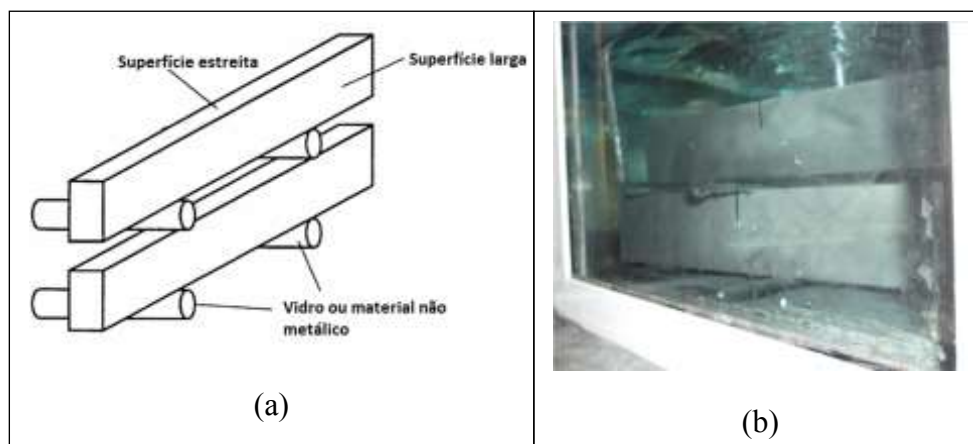 Superfície estreita
Superfície larga
Vidro ou material não
metálico
(a)
(b)